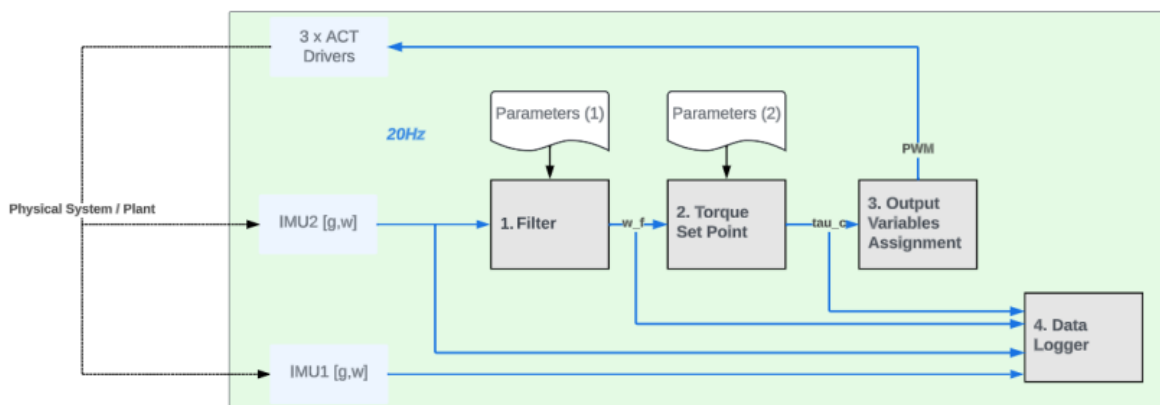 3 x ACT
Drivers
Parameters (1)
Parameters (2)
20Hz
PWM
Physical System / Plant
IMU2 [g,w]
1. Filter
w_f
2. Torque
Set Point
tau_c
3. Output
Variables
Assignment
4. Data
Logger
IMU1 [g,w]